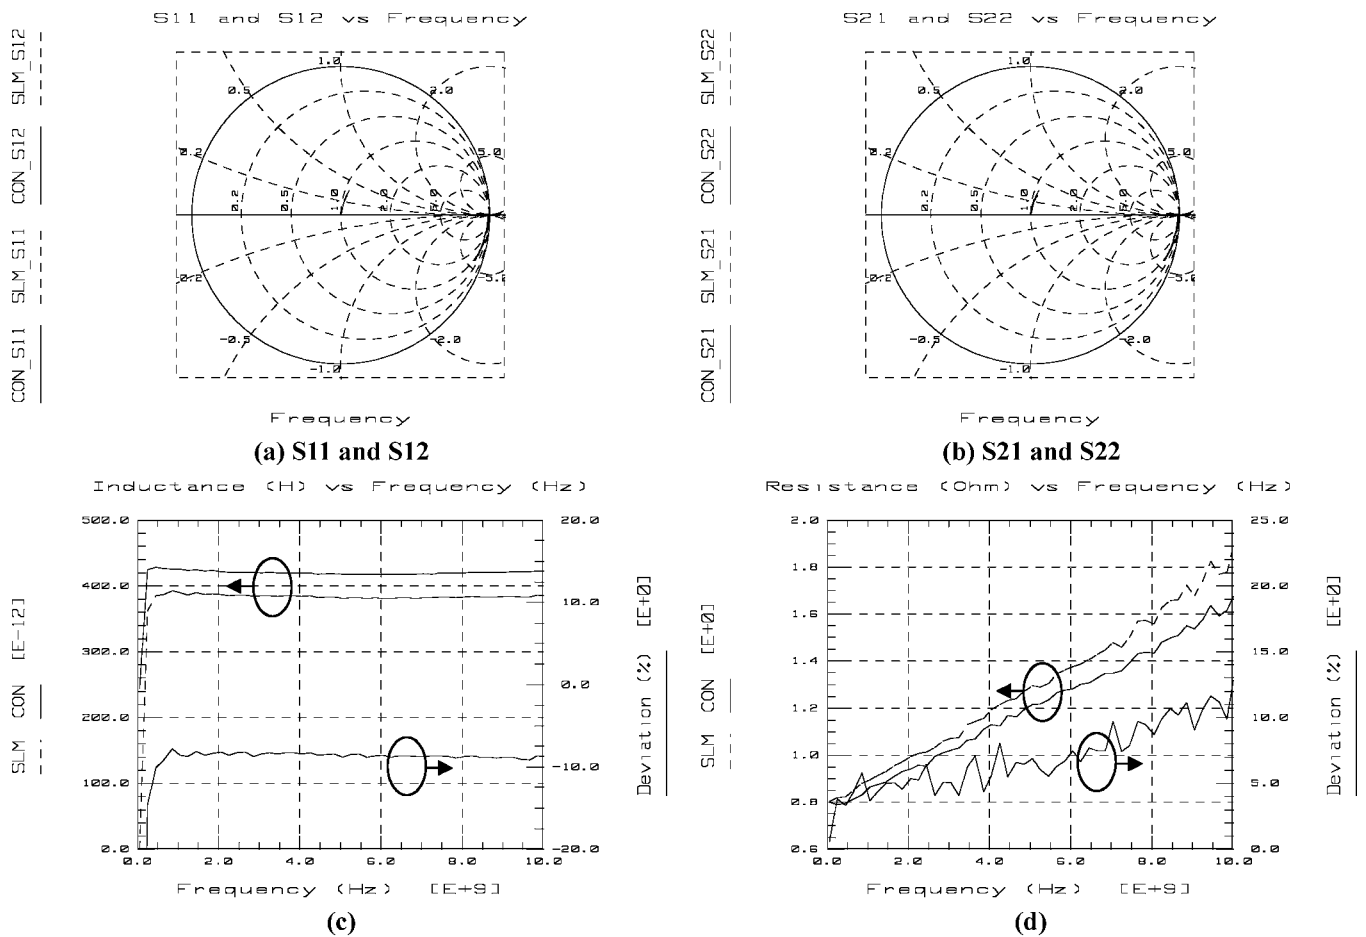 S11 and S12 vs Frequency
S21 and S22 vs Frequency
CON_S11 SLM_S11 CON_S12 SLM_S12
1.0
0.5 2.0
0.2 5.0
0.2 0.5 1.0 2.0 5.0
-0.2 -5.0
-0.5 -2.0
-1.0
Frequency
(a) S11 and S12
CON_S21 SLM_S21 CON_S22 SLM_S22
1.0
0.5 2.0
0.2 5.0
0.2 0.5 1.0 2.0 5.0
-0.2 -5.0
-0.5 -2.0
-1.0
Frequency
(b) S21 and S22
Inductance (H) vs Frequency (Hz)
SLM CON [E-12]
500.0
400.0
300.0
200.0
100.0
0.0
20.0
10.0
0.0
-10.0
-20.0
Deviation (%) [E+0]
0.0 2.0 4.0 6.0 8.0 10.0
Frequency (Hz) [E+9]
(c)
Resistance (Ohm) vs Frequency (Hz)
SLM CON [E+0]
2.0
1.8
1.6
1.4
1.2
1.0
0.8
0.6
25.0
20.0
15.0
10.0
5.0
0.0
Deviation (%) [E+0]
0.0 2.0 4.0 6.0 8.0 10.0
Frequency (Hz) [E+9]
(d)